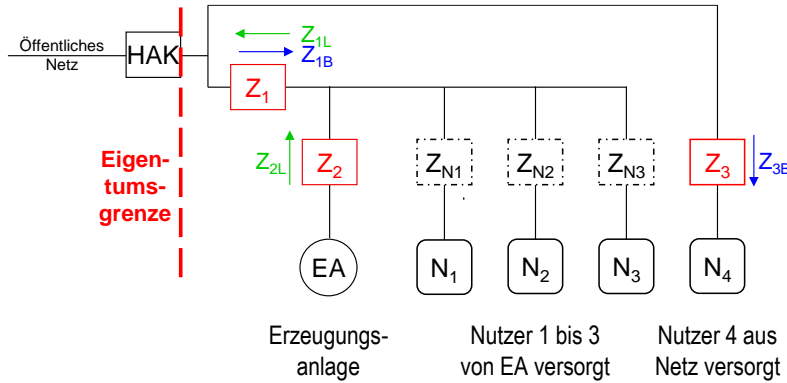 Öffentliches
Netz
HAK
Z1L
Z1B
Z1
Eigen-
tums-
grenze
Z2L
Z2
ZN1
ZN2
ZN3
Z3
Z3B
EA
N1
N2
N3
N4
Erzeugungs-
anlage
Nutzer 1 bis 3
von EA versorgt
Nutzer 4 aus
Netz versorgt